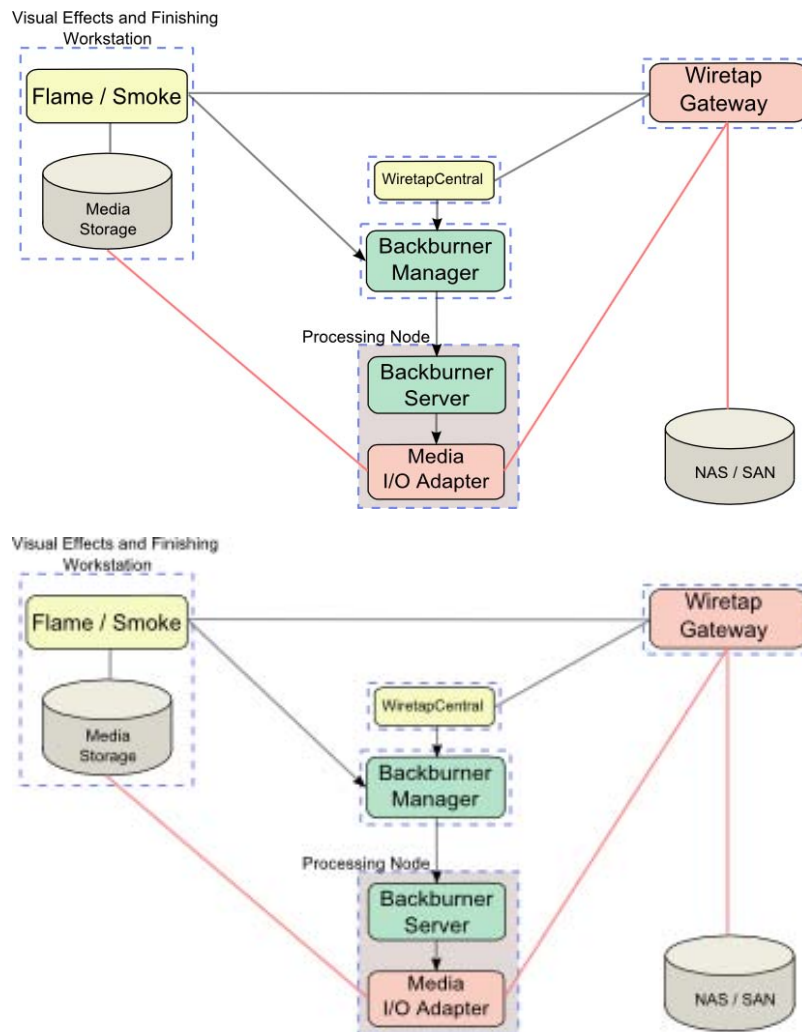 Visual Effects and Finishing
Workstation
Flame / Smoke
Wiretap
Gateway
Media
Storage
WiretapCentral
Backburner
Manager
Processing Node
Backburner
Server
Media
I/O Adapter
NAS / SAN
Visual Effects and Finishing
Workstation
Flame / Smoke
Wiretap
Gateway
Media
Storage
WiretapCentral
Backburner
Manager
Processing Node
Backburner
Server
Media
I/O Adapter
NAS / SAN